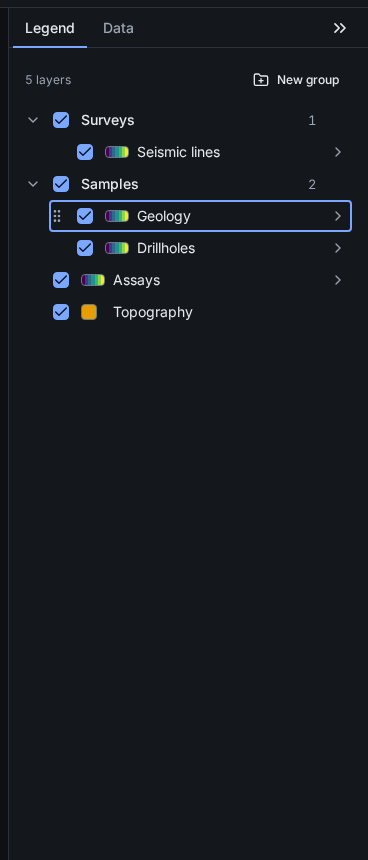 Legend Data
5 layers New group
Surveys 1
Seismic lines
Samples 2
Geology
Drillholes
Assays
Topography